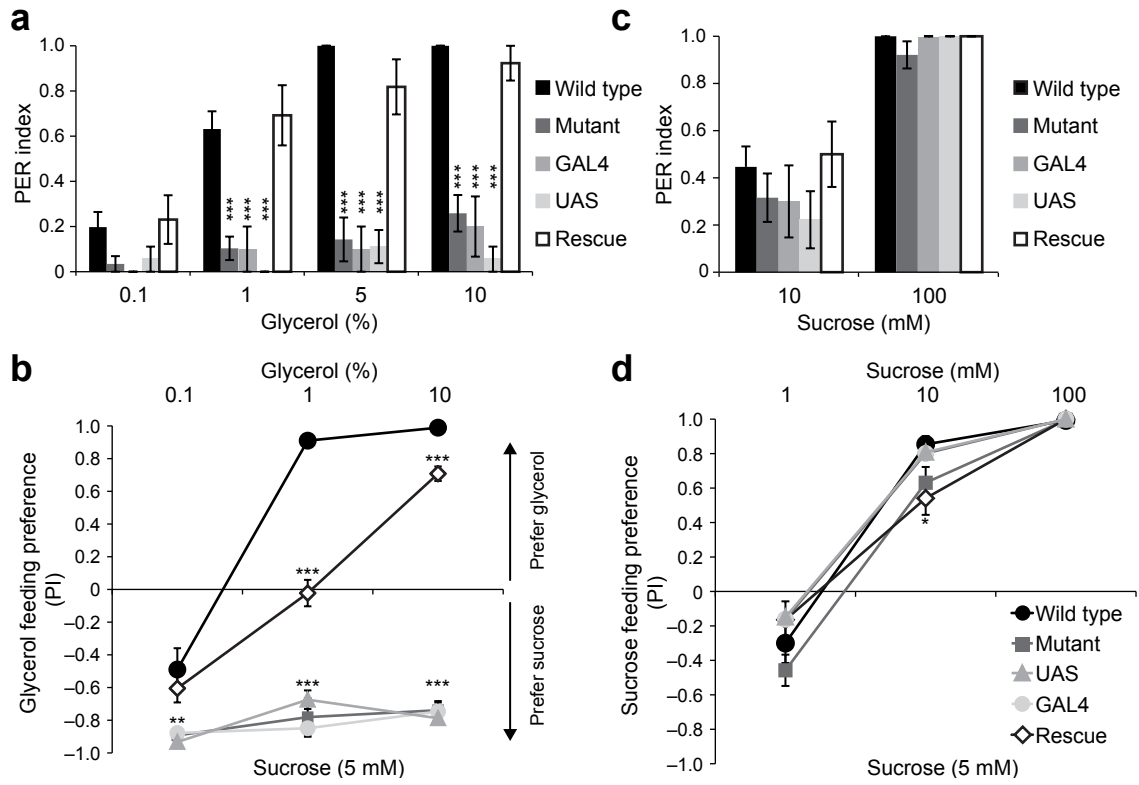 a
1.0
0.8
0.6
0.4
0.2
0
PER index
*** *** ***
*** *** ***
*** *** ***
0.1 1 5 10
Glycerol (%)
Wild type
Mutant
GAL4
UAS
Rescue
c
1.0
0.8
0.6
0.4
0.2
0
PER index
10 100
Sucrose (mM)
Wild type
Mutant
GAL4
UAS
Rescue
b
Glycerol (%)
0.1 1 10
1.0
0.8
0.6
0.4
0.2
0
–0.2
–0.4
–0.6
–0.8
–1.0
Glycerol feeding preference
(PI)
***
***
** *** ***
Prefer glycerol
Prefer sucrose
Sucrose (5 mM)
d
Sucrose (mM)
1 10 100
1.0
0.8
0.6
0.4
0.2
0
–0.2
–0.4
–0.6
–0.8
–1.0
Sucrose feeding preference
(PI)
*
Wild type
Mutant
UAS
GAL4
Rescue
Sucrose (5 mM)